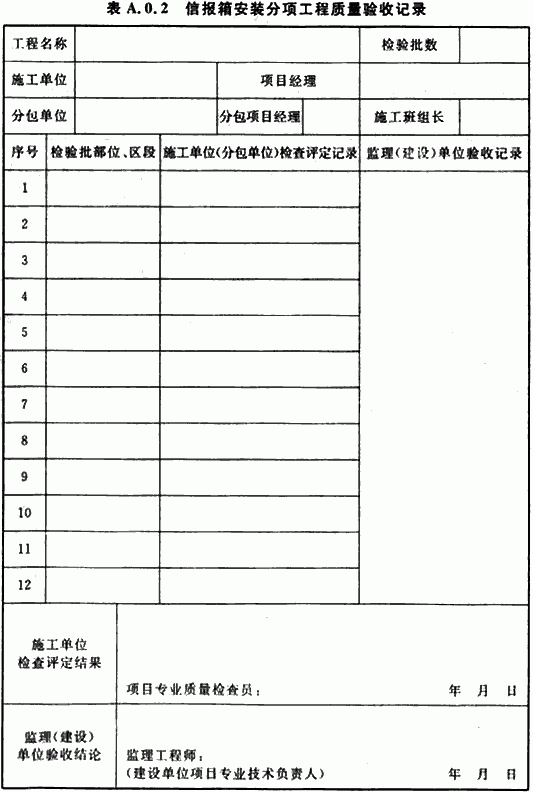 表 A.0.2 信报箱安装分项工程质量验收记录
工程名称 检验批数
施工单位 项目经理
分包单位 分包项目经理 施工班组长
序号 检验批部位、区段 施工单位(分包单位)检查评定记录 监理(建设)单位验收记录
1
2
3
4
5
6
7
8
9
10
11
12
施工单位
检查评定结果
项目专业质量检查员： 年 月 日
监理(建设)
单位验收结论
监理工程师：
(建设单位项目专业技术负责人) 年 月 日